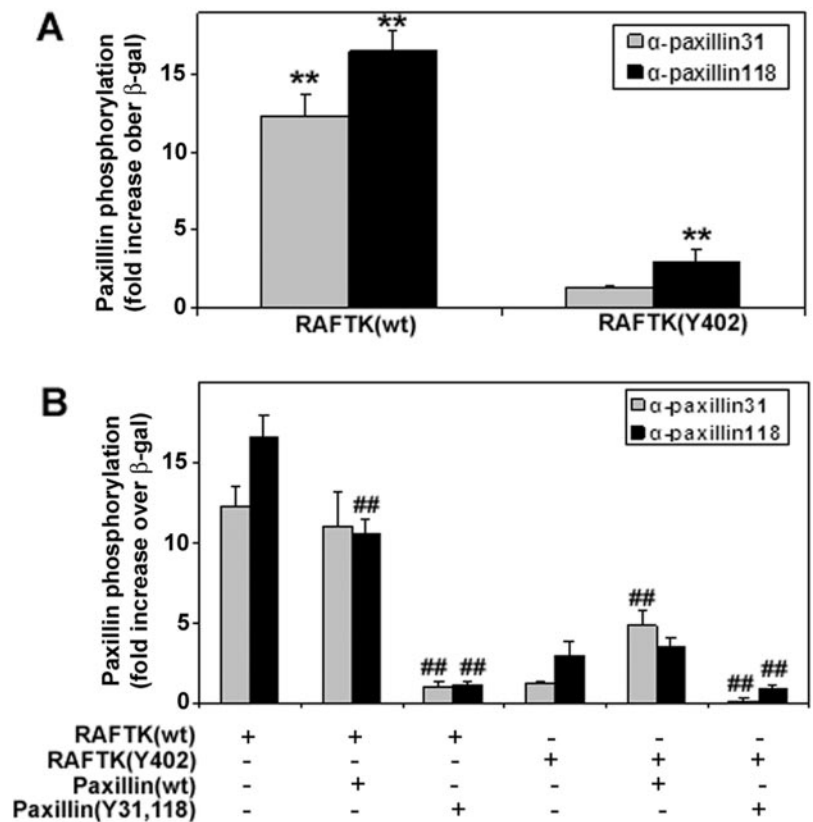 A
Paxilllin phosphorylation
(fold increase ober β-gal)
15
10
5
0
** ** **
α-paxillin31
α-paxillin118
RAFTK(wt) RAFTK(Y402)
B
Paxillin phosphorylation
(fold increase over β-gal)
15
10
5
0
## ## ## ## ## ##
α-paxillin31
α-paxillin118
RAFTK(wt) + + + - - -
RAFTK(Y402) - - - + + +
Paxillin(wt) - + - - + -
Paxillin(Y31,118) - - + - - +